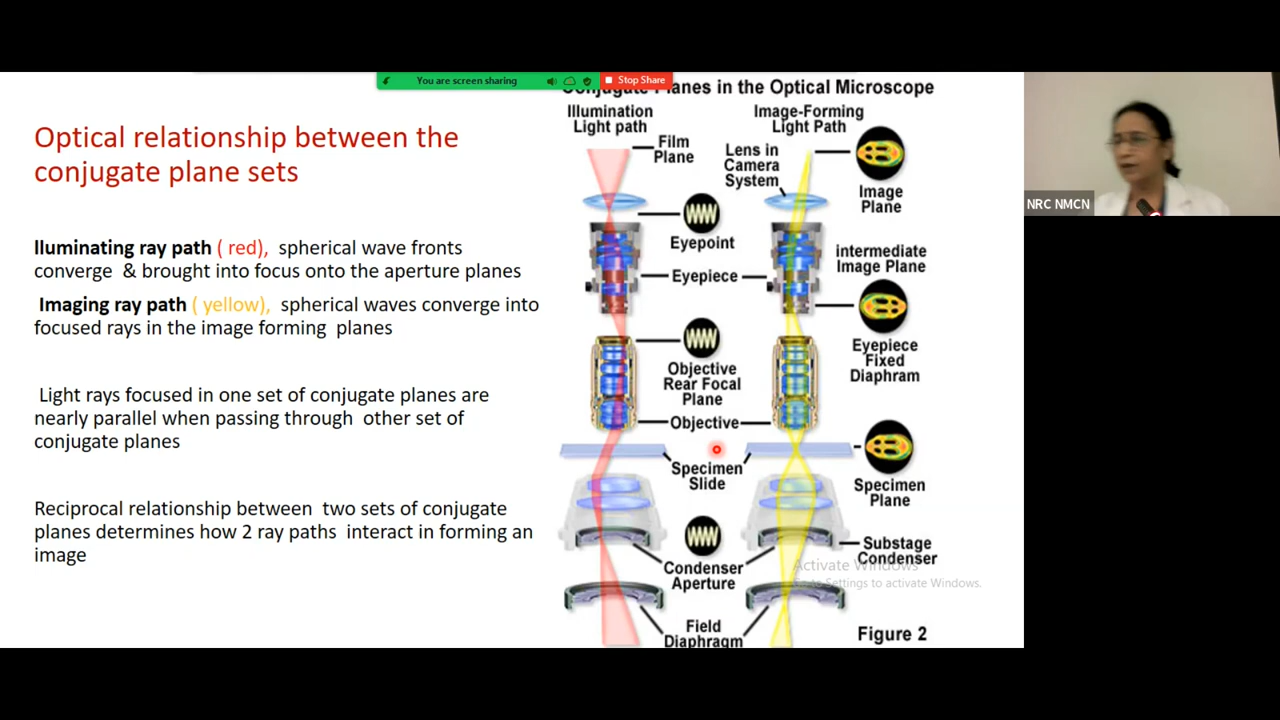 You are screen sharing
Stop Share
Optical relationship between the
conjugate plane sets
lluminating ray path ( red), spherical wave fronts
converge & brought into focus onto the aperture planes
Imaging ray path ( yellow), spherical waves converge into
focused rays in the image forming planes
Light rays focused in one set of conjugate planes are
nearly parallel when passing through other set of
conjugate planes
Reciprocal relationship between two sets of conjugate
planes determines how 2 ray paths interact in forming an
image
Conjugate Planes in the Optical Microscope
Illumination
Light path
Image-Forming
Light Path
Film
Plane
Lens in
Camera
System
Image
Plane
Eyepoint
Eyepiece
intermediate
Image Plane
Eyepiece
Fixed
Diaphram
Objective
Rear Focal
Plane
Objective
Specimen
Slide
Specimen
Plane
Condenser
Aperture
Substage
Condenser
Field
Diaphragm
Figure 2
Activate Windows
Go to Settings to activate Windows.
NRC NMCN